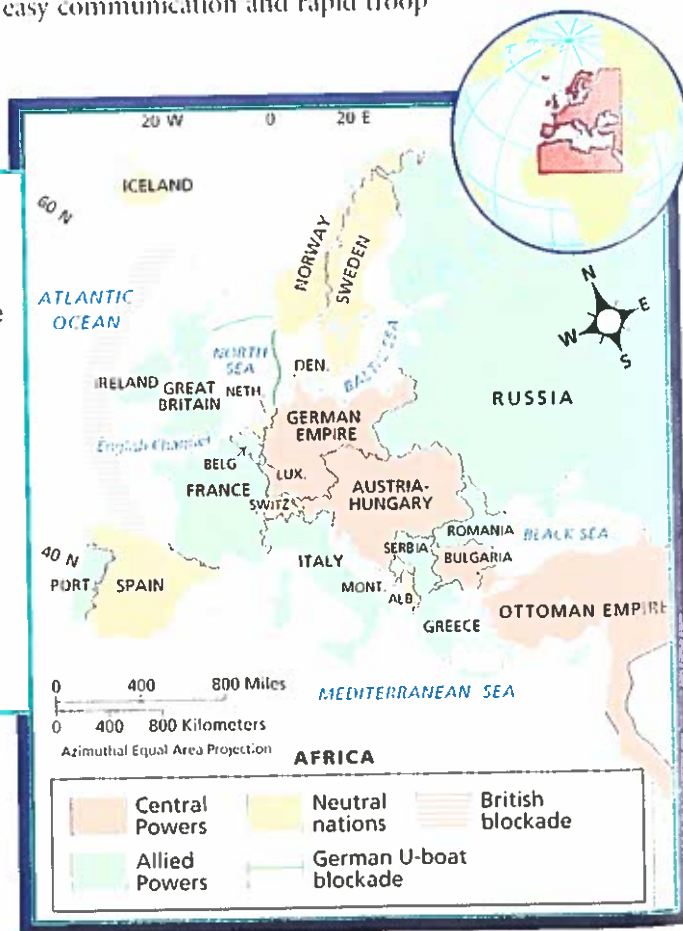 easy communication and rapid troop
20 W 0 20 E
ICELAND
60 N
NORWAY
SWEDEN
N
E
W
S
ATLANTIC
OCEAN
NORTH
SEA
DEN.
BALTIC SEA
IRELAND
GREAT
BRITAIN
NETH.
RUSSIA
GERMAN
EMPIRE
English Channel
BELG
LUX.
FRANCE
AUSTRIA-
HUNGARY
SWITZ
ROMANIA
BLACK SEA
40 N
ITALY
SERBIA
BULGARIA
PORT.
SPAIN
MONT.
ALB
OTTOMAN EMPIRE
GREECE
0 400 800 Miles
MEDITERRANEAN SEA
0 400 800 Kilometers
Azimuthal Equal Area Projection
AFRICA
Central
Powers
Neutral
nations
British
blockade
Allied
Powers
German U-boat
blockade